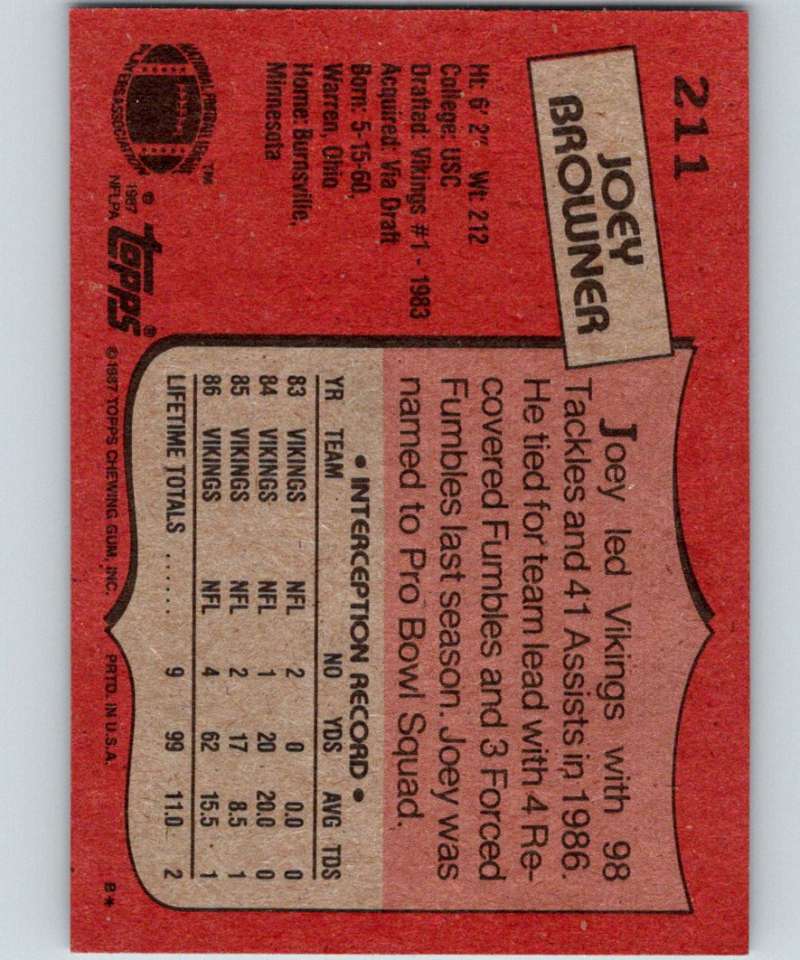 211
JOEY
BROWNER
Ht: 6' 2" Wt: 212
College: USC
Drafted: Vikings #1 - 1983
Acquired: Via Draft
Born: 5-15-60,
Warren, Ohio
Home: Burnsville,
Minnesota
NATIONAL FOOTBALL LEAGUE
PLAYERS ASSOCIATION
™
© 1987
NFLPA
topps®
Joey led Vikings with 98
Tackles and 41 Assists in 1986.
He tied for team lead with 4 Re-
covered Fumbles and 3 Forced
Fumbles last season. Joey was
named to Pro Bowl Squad.
• INTERCEPTION RECORD •
YR TEAM NO YDS AVG TDS
83 VIKINGS NFL 2 0 0.0 0
84 VIKINGS NFL 1 20 20.0 0
85 VIKINGS NFL 2 17 8.5 1
86 VIKINGS NFL 4 62 15.5 1
LIFETIME TOTALS ...... 9 99 11.0 2
©1987 TOPPS CHEWING GUM, INC. PRTD. IN U.S.A. B*